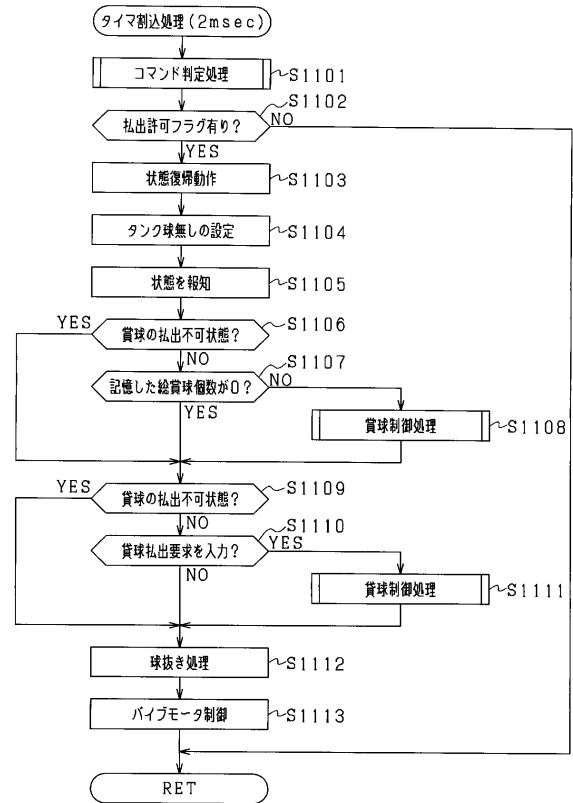 タイマ割込処理(2msec)
コマンド判定処理
S1101
S1102
払出許可フラグ有り?
NO
YES
状態復帰動作
S1103
タンク球無しの設定
S1104
状態を報知
S1105
YES
S1106
賞球の払出不可状態?
NO
S1107
記憶した総賞球個数が0?
NO
YES
賞球制御処理
S1108
YES
S1109
貸球の払出不可状態?
NO
S1110
貸球払出要求を入力?
YES
NO
貸球制御処理
S1111
球抜き処理
S1112
バイブモータ制御
S1113
RET